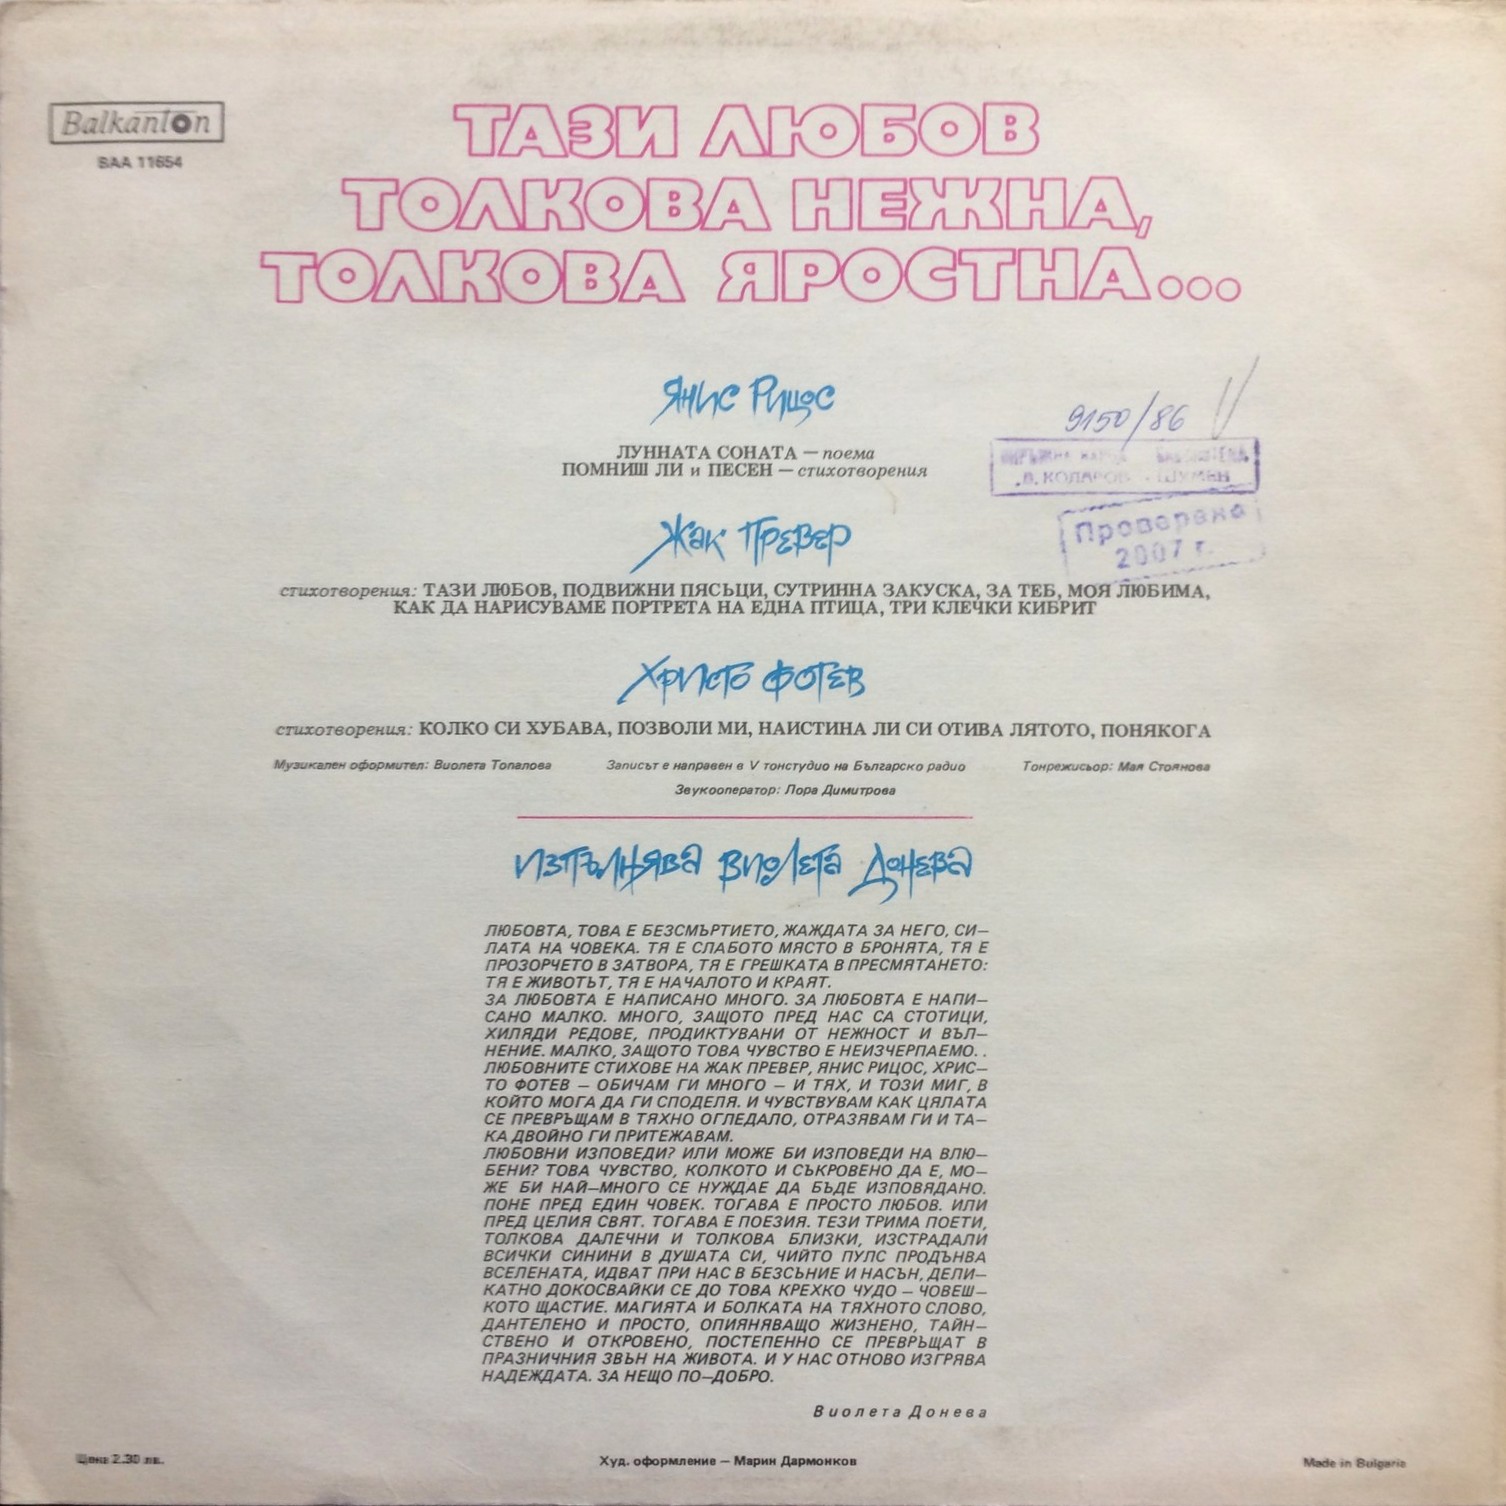 Balkanton
ВАА 11654
ТАЗИ ЛЮБОВ
ТОЛКОВА НЕЖНА,
ТОЛКОВА ЯРОСТНА...
Янис Рицос
ЛУННАТА СОНАТА — поема
ПОМНИШ ЛИ и ПЕСЕН — стихотворения
9150/86
"В. КОЛАРОВ" - ШУМЕН
Проверена
2007 г.
Жак Превер
стихотворения: ТАЗИ ЛЮБОВ, ПОДВИЖНИ ПЯСЬЦИ, СУТРИННА ЗАКУСКА, ЗА ТЕБ, МОЯ ЛЮБИМА,
КАК ДА НАРИСУВАМЕ ПОРТРЕТА НА ЕДНА ПТИЦА, ТРИ КЛЕЧКИ КИБРИТ
Христо Фотев
стихотворения: КОЛКО СИ ХУБАВА, ПОЗВОЛИ МИ, НАИСТИНА ЛИ СИ ОТИВА ЛЯТОТО, ПОНЯКОГА
Музикален оформител: Виолета Топалова Записът е направен в V тонстудио на Българско радио Тонрежисьор: Мая Стоянова
Звукооператор: Лора Димитрова
Изпълнява Виолета Донева
ЛЮБОВТА, ТОВА Е БЕЗСМЪРТИЕТО, ЖАЖДАТА ЗА НЕГО, СИ–
ЛАТА НА ЧОВЕКА. ТЯ Е СЛАБОТО МЯСТО В БРОНЯТА, ТЯ Е
ПРОЗОРЧЕТО В ЗАТВОРА, ТЯ Е ГРЕШКАТА В ПРЕСМЯТАНЕТО:
ТЯ Е ЖИВОТЪТ, ТЯ Е НАЧАЛОТО И КРАЯТ.
ЗА ЛЮБОВТА Е НАПИСАНО МНОГО. ЗА ЛЮБОВТА Е НАПИ–
САНО МАЛКО. МНОГО, ЗАЩОТО ПРЕД НАС СА СТОТИЦИ,
ХИЛЯДИ РЕДОВЕ, ПРОДИКТУВАНИ ОТ НЕЖНОСТ И ВЪЛ–
НЕНИЕ. МАЛКО, ЗАЩОТО ТОВА ЧУВСТВО Е НЕИЗЧЕРПАЕМО. .
ЛЮБОВНИТЕ СТИХОВЕ НА ЖАК ПРЕВЕР, ЯНИС РИЦОС, ХРИС–
ТО ФОТЕВ – ОБИЧАМ ГИ МНОГО – И ТЯХ, И ТОЗИ МИГ, В
КОЙТО МОГА ДА ГИ СПОДЕЛЯ. И ЧУВСТВУВАМ КАК ЦЯЛАТА
СЕ ПРЕВРЪЩАМ В ТЯХНО ОГЛЕДАЛО, ОТРАЗЯВАМ ГИ И ТА–
КА ДВОЙНО ГИ ПРИТЕЖАВАМ.
ЛЮБОВНИ ИЗПОВЕДИ? ИЛИ МОЖЕ БИ ИЗПОВЕДИ НА ВЛЮ–
БЕНИ? ТОВА ЧУВСТВО, КОЛКОТО И СЪКРОВЕНО ДА Е, МО–
ЖЕ БИ НАЙ–МНОГО СЕ НУЖДАЕ ДА БЪДЕ ИЗПОВЯДАНО.
ПОНЕ ПРЕД ЕДИН ЧОВЕК. ТОГАВА Е ПРОСТО ЛЮБОВ. ИЛИ
ПРЕД ЦЕЛИЯ СВЯТ. ТОГАВА Е ПОЕЗИЯ. ТЕЗИ ТРИМА ПОЕТИ,
ТОЛКОВА ДАЛЕЧНИ И ТОЛКОВА БЛИЗКИ, ИЗСТРАДАЛИ
ВСИЧКИ СИНИНИ В ДУШАТА СИ, ЧИЙТО ПУЛС ПРОДЪНВА
ВСЕЛЕНАТА, ИДВАТ ПРИ НАС В БЕЗСЪНИЕ И НАСЪН, ДЕЛИ–
КАТНО ДОКОСВАЙКИ СЕ ДО ТОВА КРЕХКО ЧУДО – ЧОВЕШ–
КОТО ЩАСТИЕ. МАГИЯТА И БОЛКАТА НА ТЯХНОТО СЛОВО,
ДАНТЕЛЕНО И ПРОСТО, ОПИЯНЯВАЩО ЖИЗНЕНО, ТАЙН–
СТВЕНО И ОТКРОВЕНО, ПОСТЕПЕННО СЕ ПРЕВРЪЩАТ В
ПРАЗНИЧНИЯ ЗВЪН НА ЖИВОТА. И У НАС ОТНОВО ИЗГРЯВА
НАДЕЖДАТА. ЗА НЕЩО ПО–ДОБРО.
Виолета Донева
Цена 2.30 лв. Худ. оформление – Марин Дармонков Made in Bulgaria